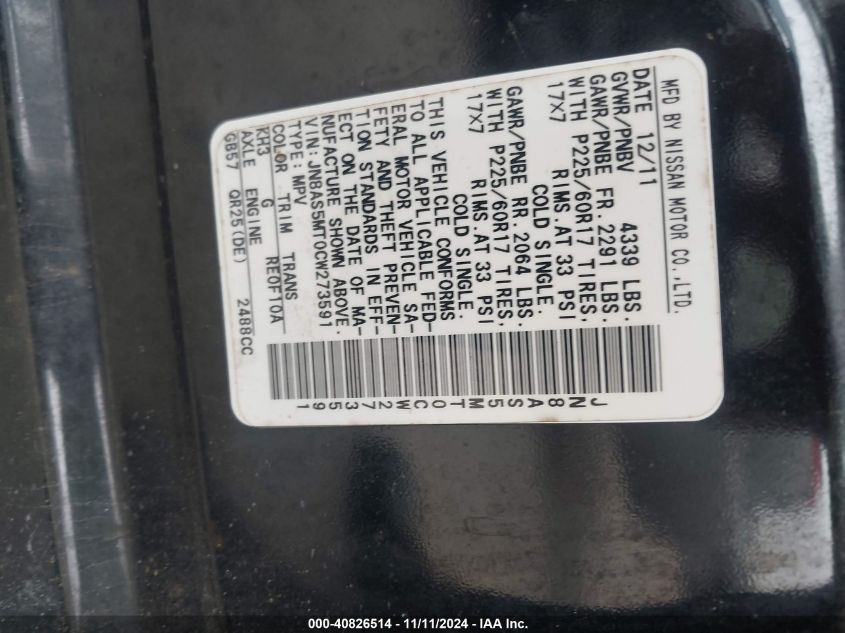 MFD BY NISSAN MOTOR CO.,LTD.
DATE 12/11
GVWR/PNBV 4339 LBS.
GAWR/PNBE FR. 2291 LBS.
WITH P225/60R17 TIRES,
17X7 RIMS.AT 33 PSI
COLD SINGLE.
GAWR/PNBE RR. 2064 LBS.
WITH P225/60R17 TIRES,
17X7 RIMS.AT 33 PSI
COLD SINGLE.
THIS VEHICLE CONFORMS
TO ALL APPLICABLE FED-
ERAL MOTOR VEHICLE SA-
FETY AND THEFT PREVEN-
TION STANDARDS IN EFF-
ECT ON THE DATE OF MA-
NUFACTURE SHOWN ABOVE.
VIN:JN8AS5MT0CW273591
TYPE:MPV
COLOR TRIM TRANS
KH3 G RE0F10A
AXLE ENGINE
GB57 QR25(DE) 2488CC
JN8AS5MT0CW273591
000-40826514 - 11/11/2024 - IAA Inc.